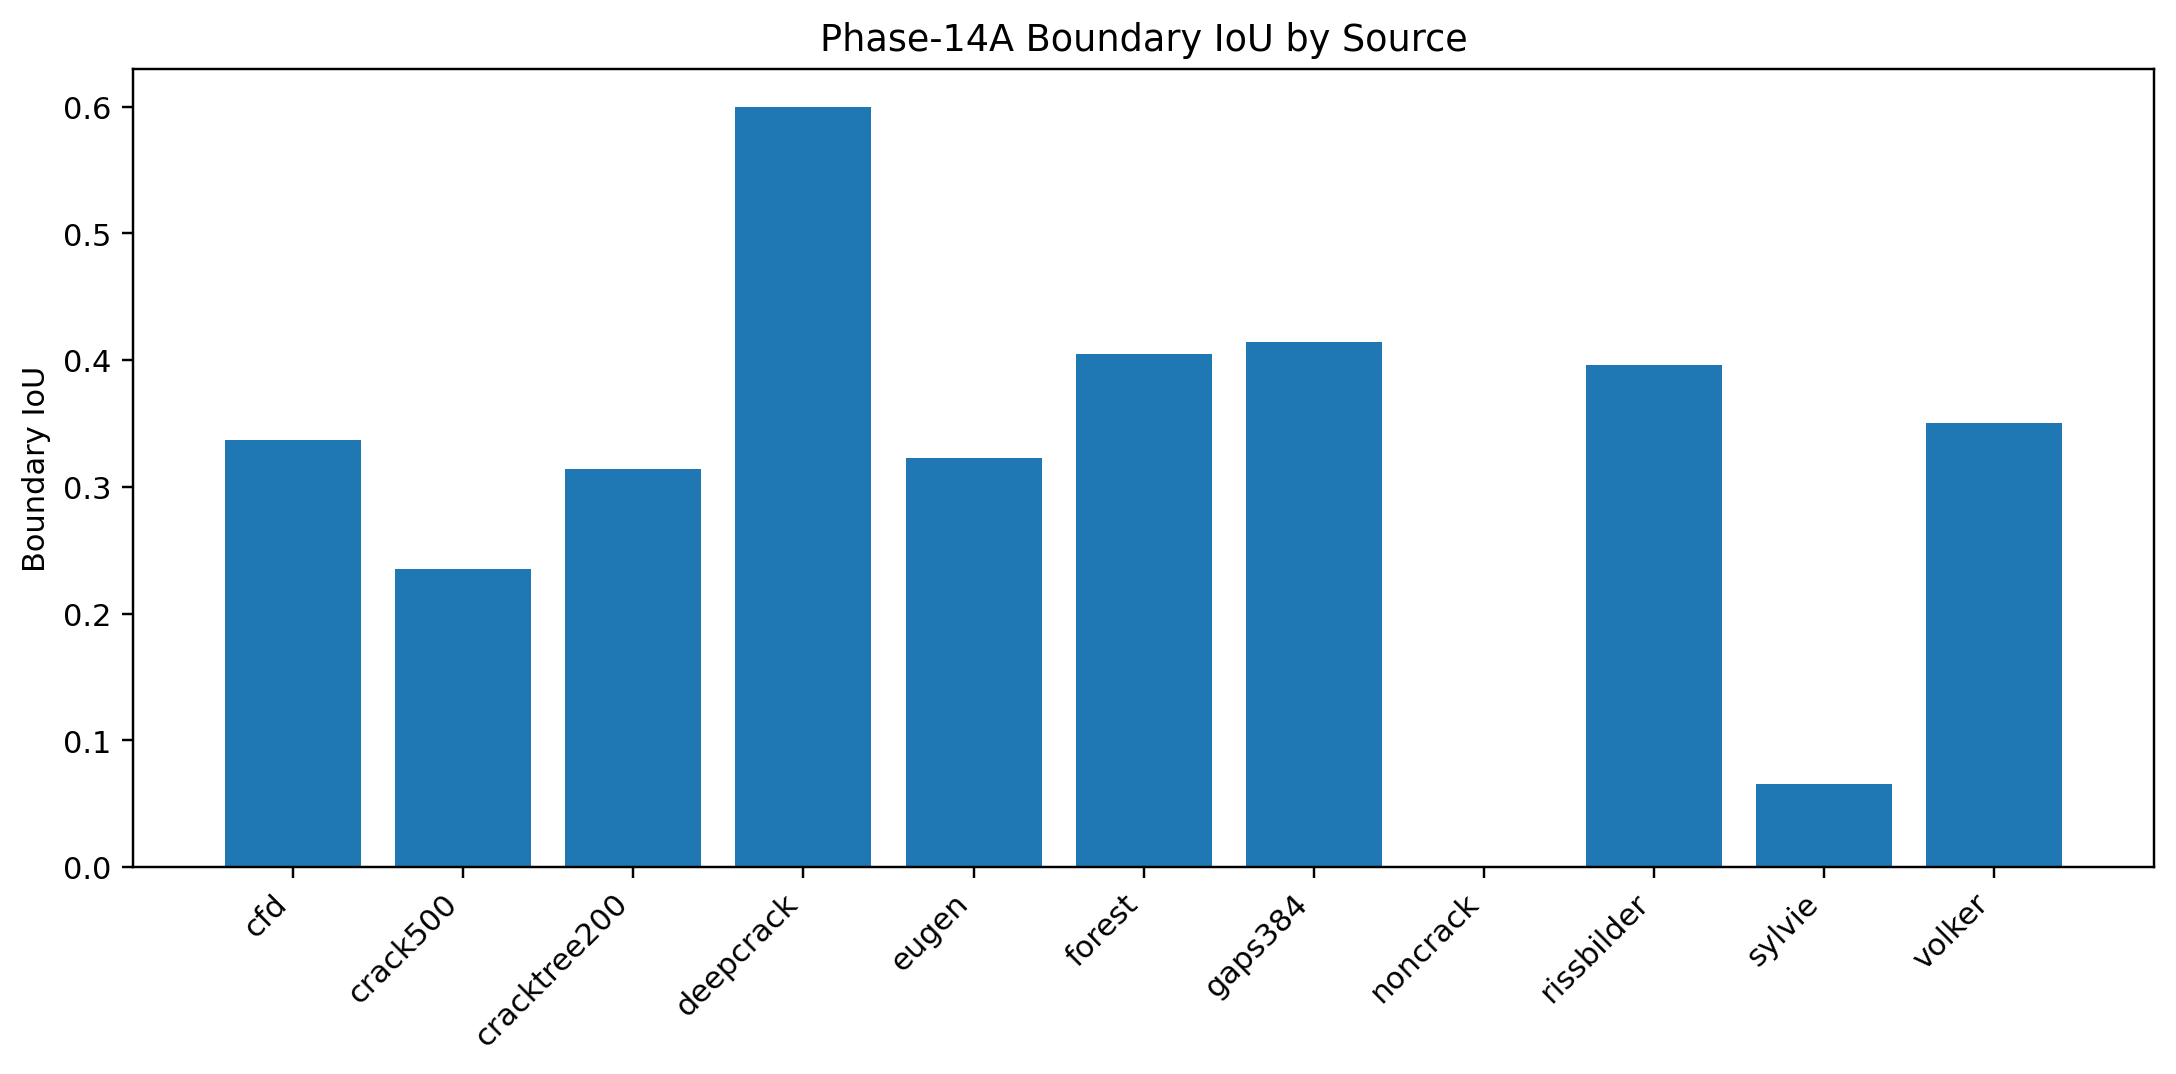 Phase-14A Boundary IoU by Source
Boundary IoU
0.6
0.5
0.4
0.3
0.2
0.1
0.0
cfd
crack500
cracktree200
deepcrack
eugen
forest
gaps384
noncrack
rissbilder
sylvie
volker